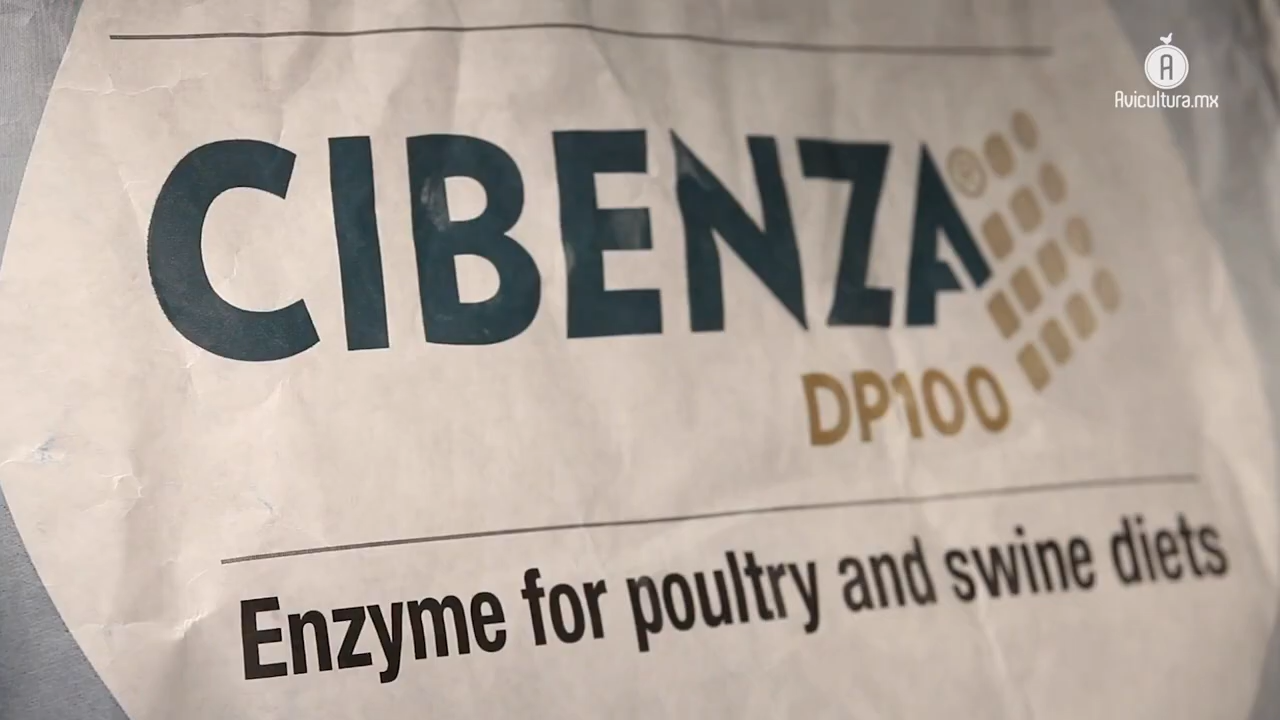 A
Avicultura.mx
CIBENZA®
DP100
Enzyme for poultry and swine diets